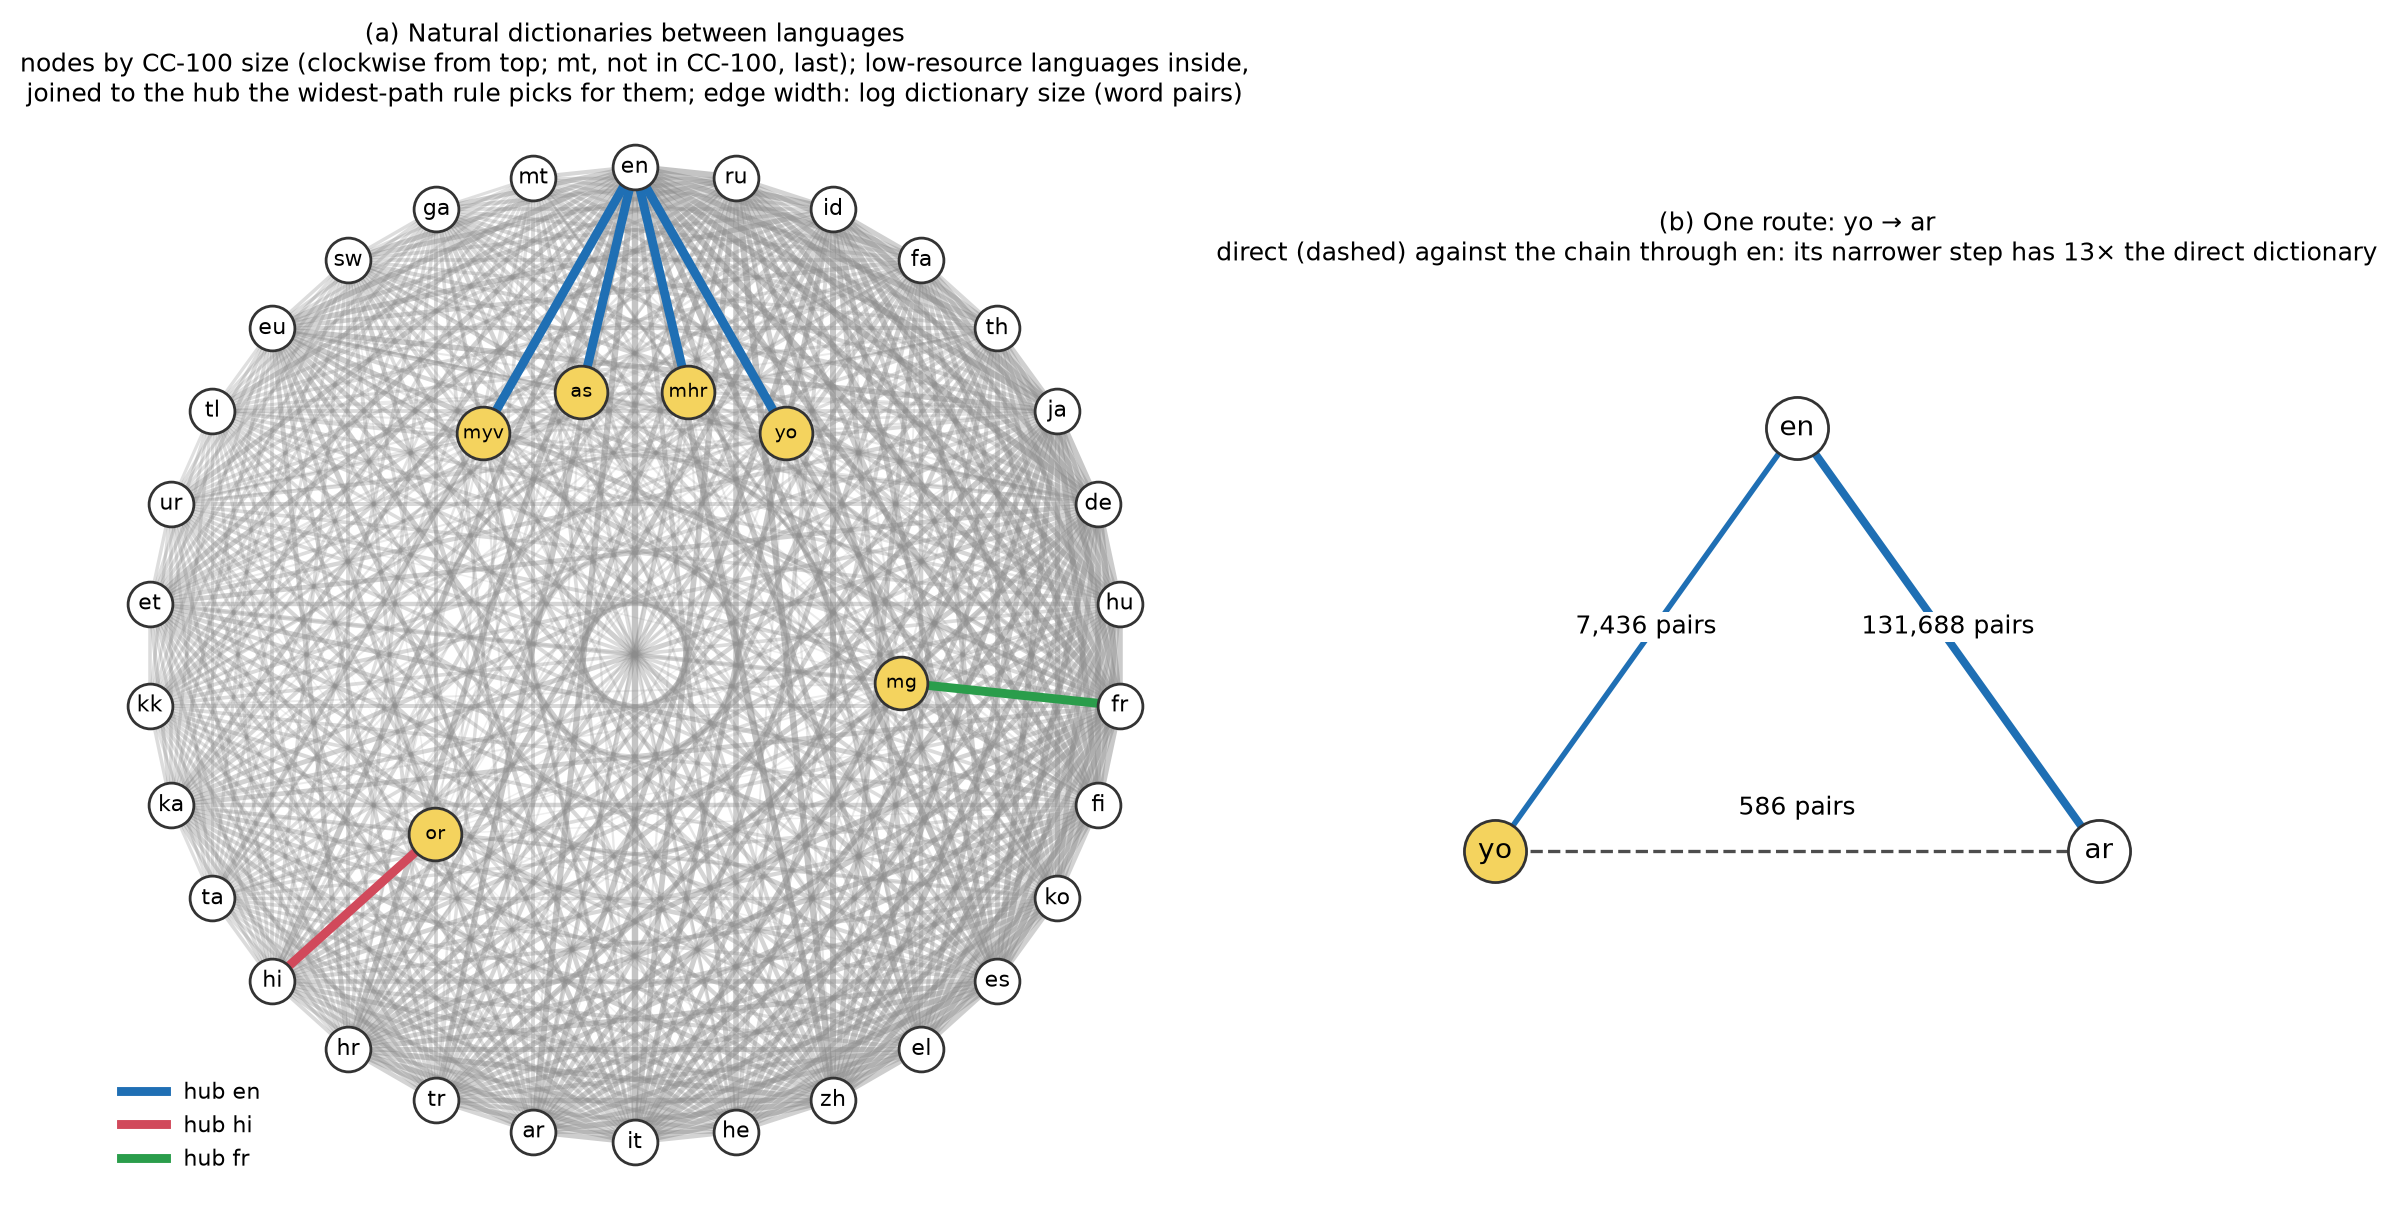 (a) Natural dictionaries between languages
nodes by CC-100 size (clockwise from top; mt, not in CC-100, last); low-resource languages inside,
joined to the hub the widest-path rule picks for them; edge width: log dictionary size (word pairs)
en
ru
id
fa
th
ja
de
hu
fr
fi
ko
es
el
zh
he
it
ar
tr
hr
hi
ta
ka
kk
et
ur
tl
eu
sw
ga
mt
myv
as
mhr
yo
mg
or
hub en
hub hi
hub fr
(b) One route: yo → ar
direct (dashed) against the chain through en: its narrower step has 13× the direct dictionary
en
7,436 pairs
131,688 pairs
586 pairs
yo
ar